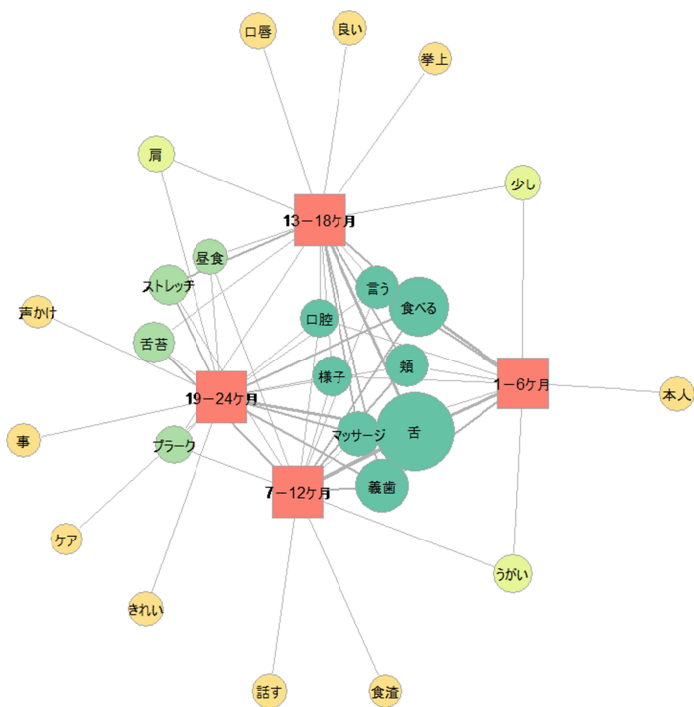 口唇
良い
挙上
肩
少し
13－18ケ月
昼食
ストレッチ
言う
食べる
声かけ
口腔
舌苔
頬
様子
19－24ケ月
1－6ケ月
本人
事
プラーク
マッサージ
舌
義歯
7－12ケ月
ケア
うがい
きれい
話す
食渣